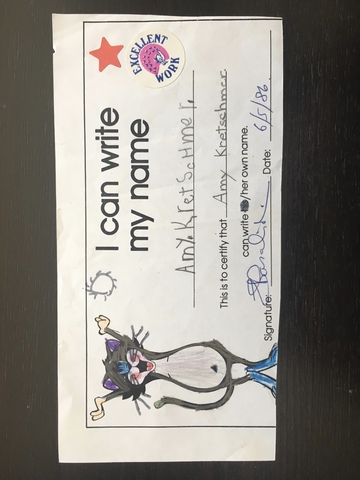 I can write
my name
EXCELLENT
WORK
Amy Kretschmer.
This is to certify that Amy Kretschmer
can write /her own name.
Signature: Date: 6/5/86.